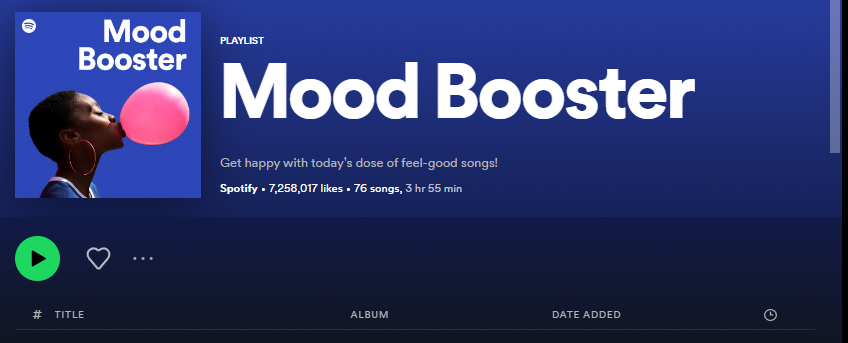 Mood
Booster
PLAYLIST
Mood Booster
Get happy with today's dose of feel-good songs!
Spotify • 7,258,017 likes • 76 songs, 3 hr 55 min
# TITLE ALBUM DATE ADDED